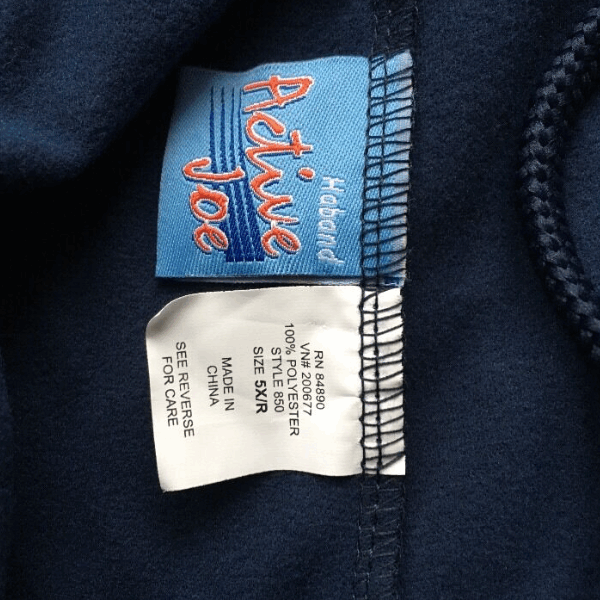 Haband
Active
Joe
RN 84890
VN# 200677
100% POLYESTER
STYLE 850
SIZE 5X/R
MADE IN
CHINA
SEE REVERSE
FOR CARE